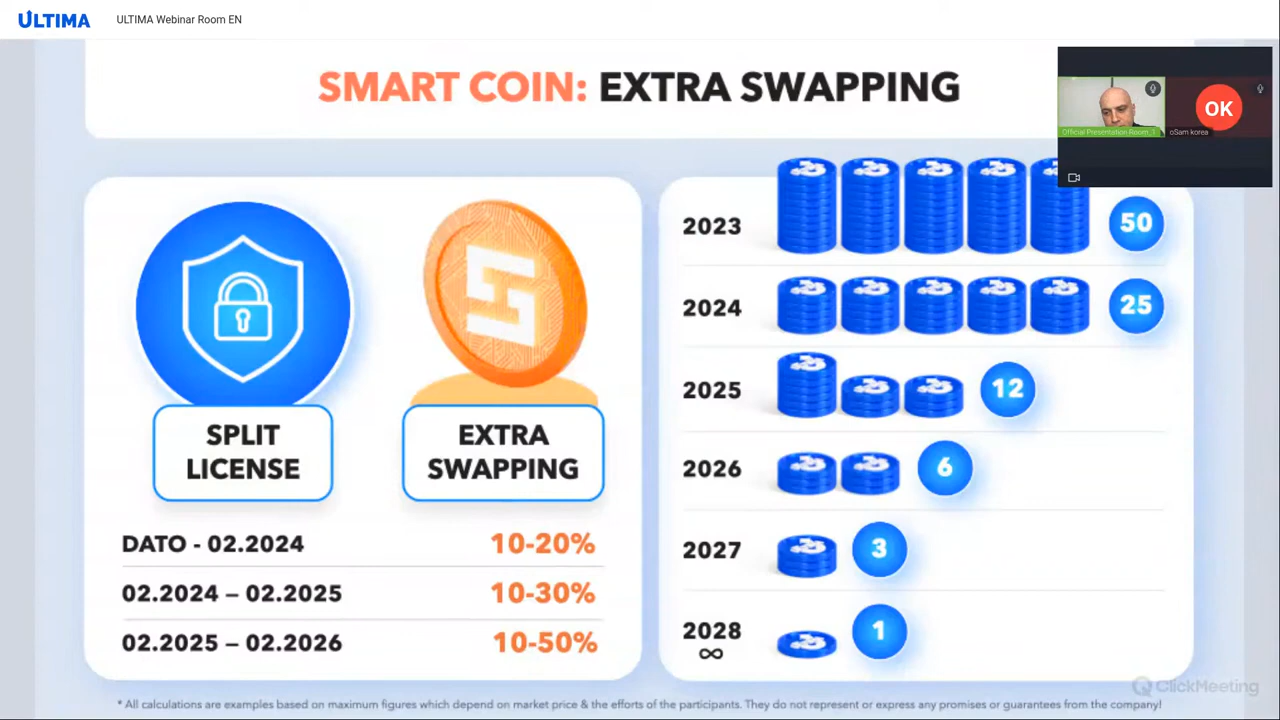 ULTIMA
ULTIMA Webinar Room EN
SMART COIN: EXTRA SWAPPING
Official Presentation Room_1
OK
oSam korea
SPLIT
LICENSE
EXTRA
SWAPPING
DATO - 02.2024 10-20%
02.2024 – 02.2025 10-30%
02.2025 – 02.2026 10-50%
2023 50
2024 25
2025 12
2026 6
2027 3
2028 1
∞
ClickMeeting
* All calculations are examples based on maximum figures which depend on market price & the efforts of the participants. They do not represent or express any promises or guarantees from the company!